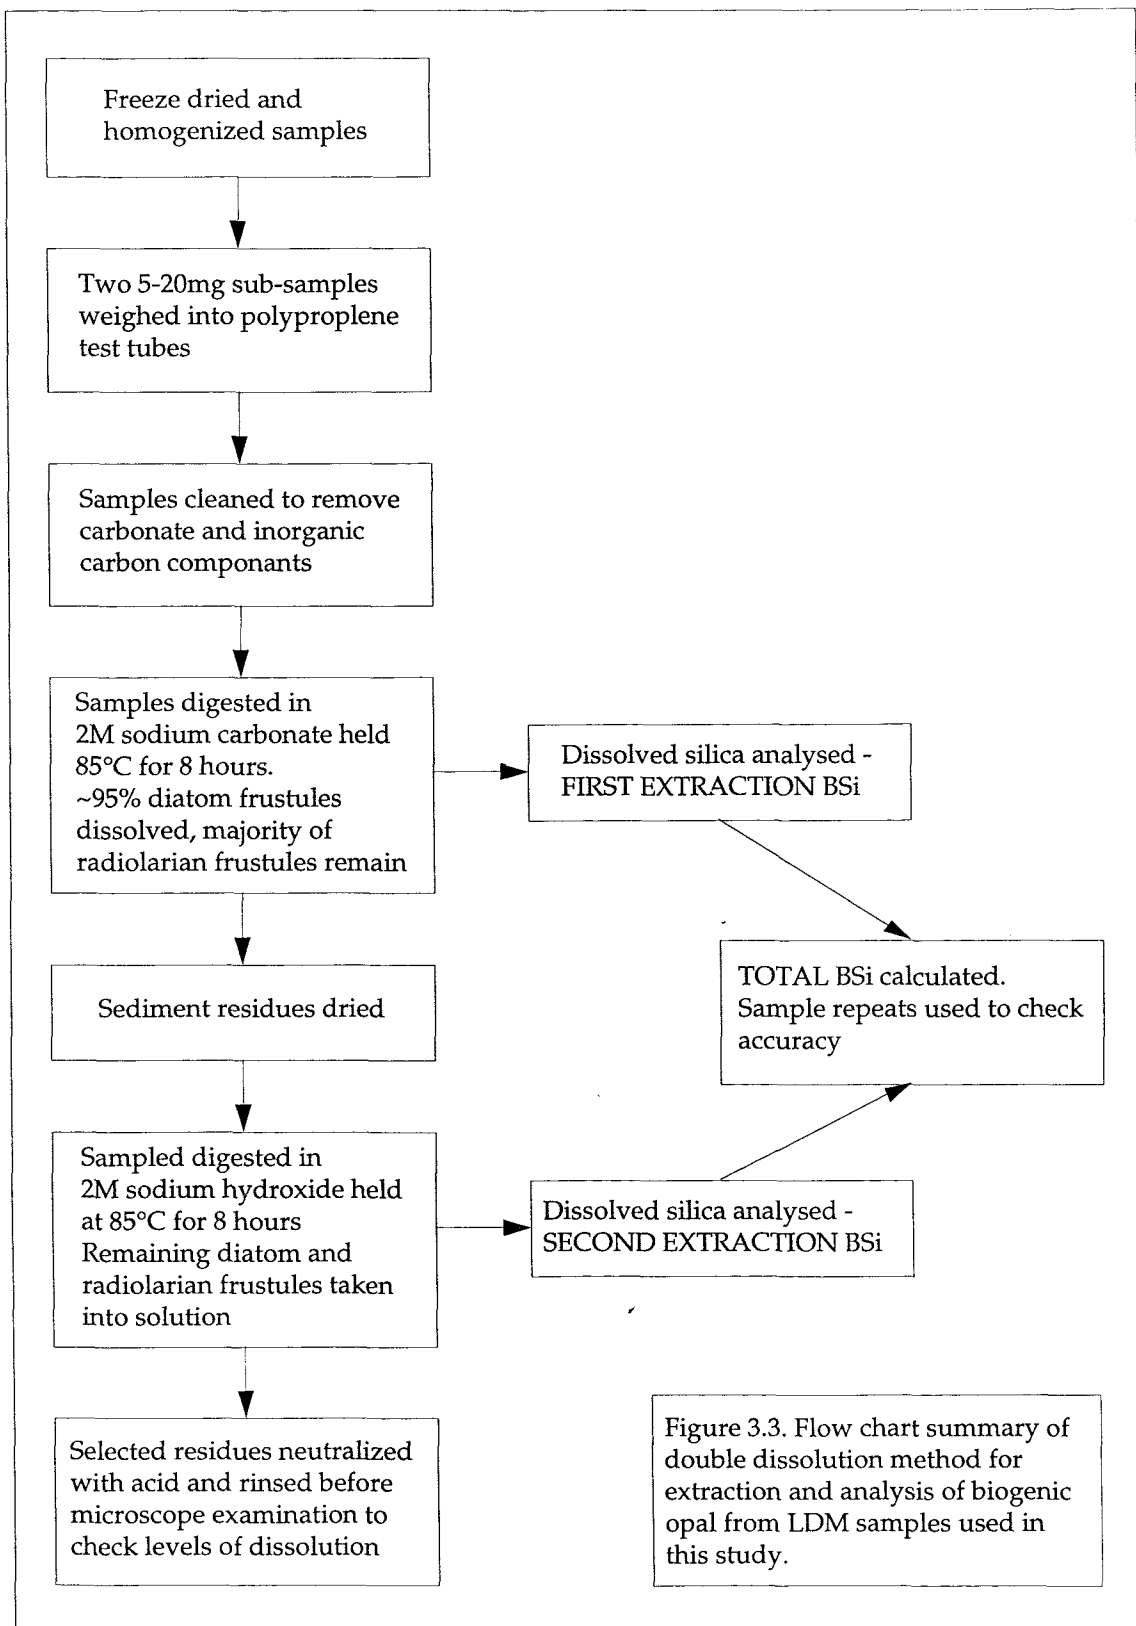 Freeze dried and
homogenized samples
Two 5-20mg sub-samples
weighed into polyproplene
test tubes
Samples cleaned to remove
carbonate and inorganic
carbon componants
Samples digested in
2M sodium carbonate held
85°C for 8 hours.
~95% diatom frustules
dissolved, majority of
radiolarian frustules remain
Dissolved silica analysed -
FIRST EXTRACTION BSi
Sediment residues dried
TOTAL BSi calculated.
Sample repeats used to check
accuracy
Sampled digested in
2M sodium hydroxide held
at 85°C for 8 hours
Remaining diatom and
radiolarian frustules taken
into solution
Dissolved silica analysed -
SECOND EXTRACTION BSi
Selected residues neutralized
with acid and rinsed before
microscope examination to
check levels of dissolution
Figure 3.3. Flow chart summary of
double dissolution method for
extraction and analysis of biogenic
opal from LDM samples used in
this study.